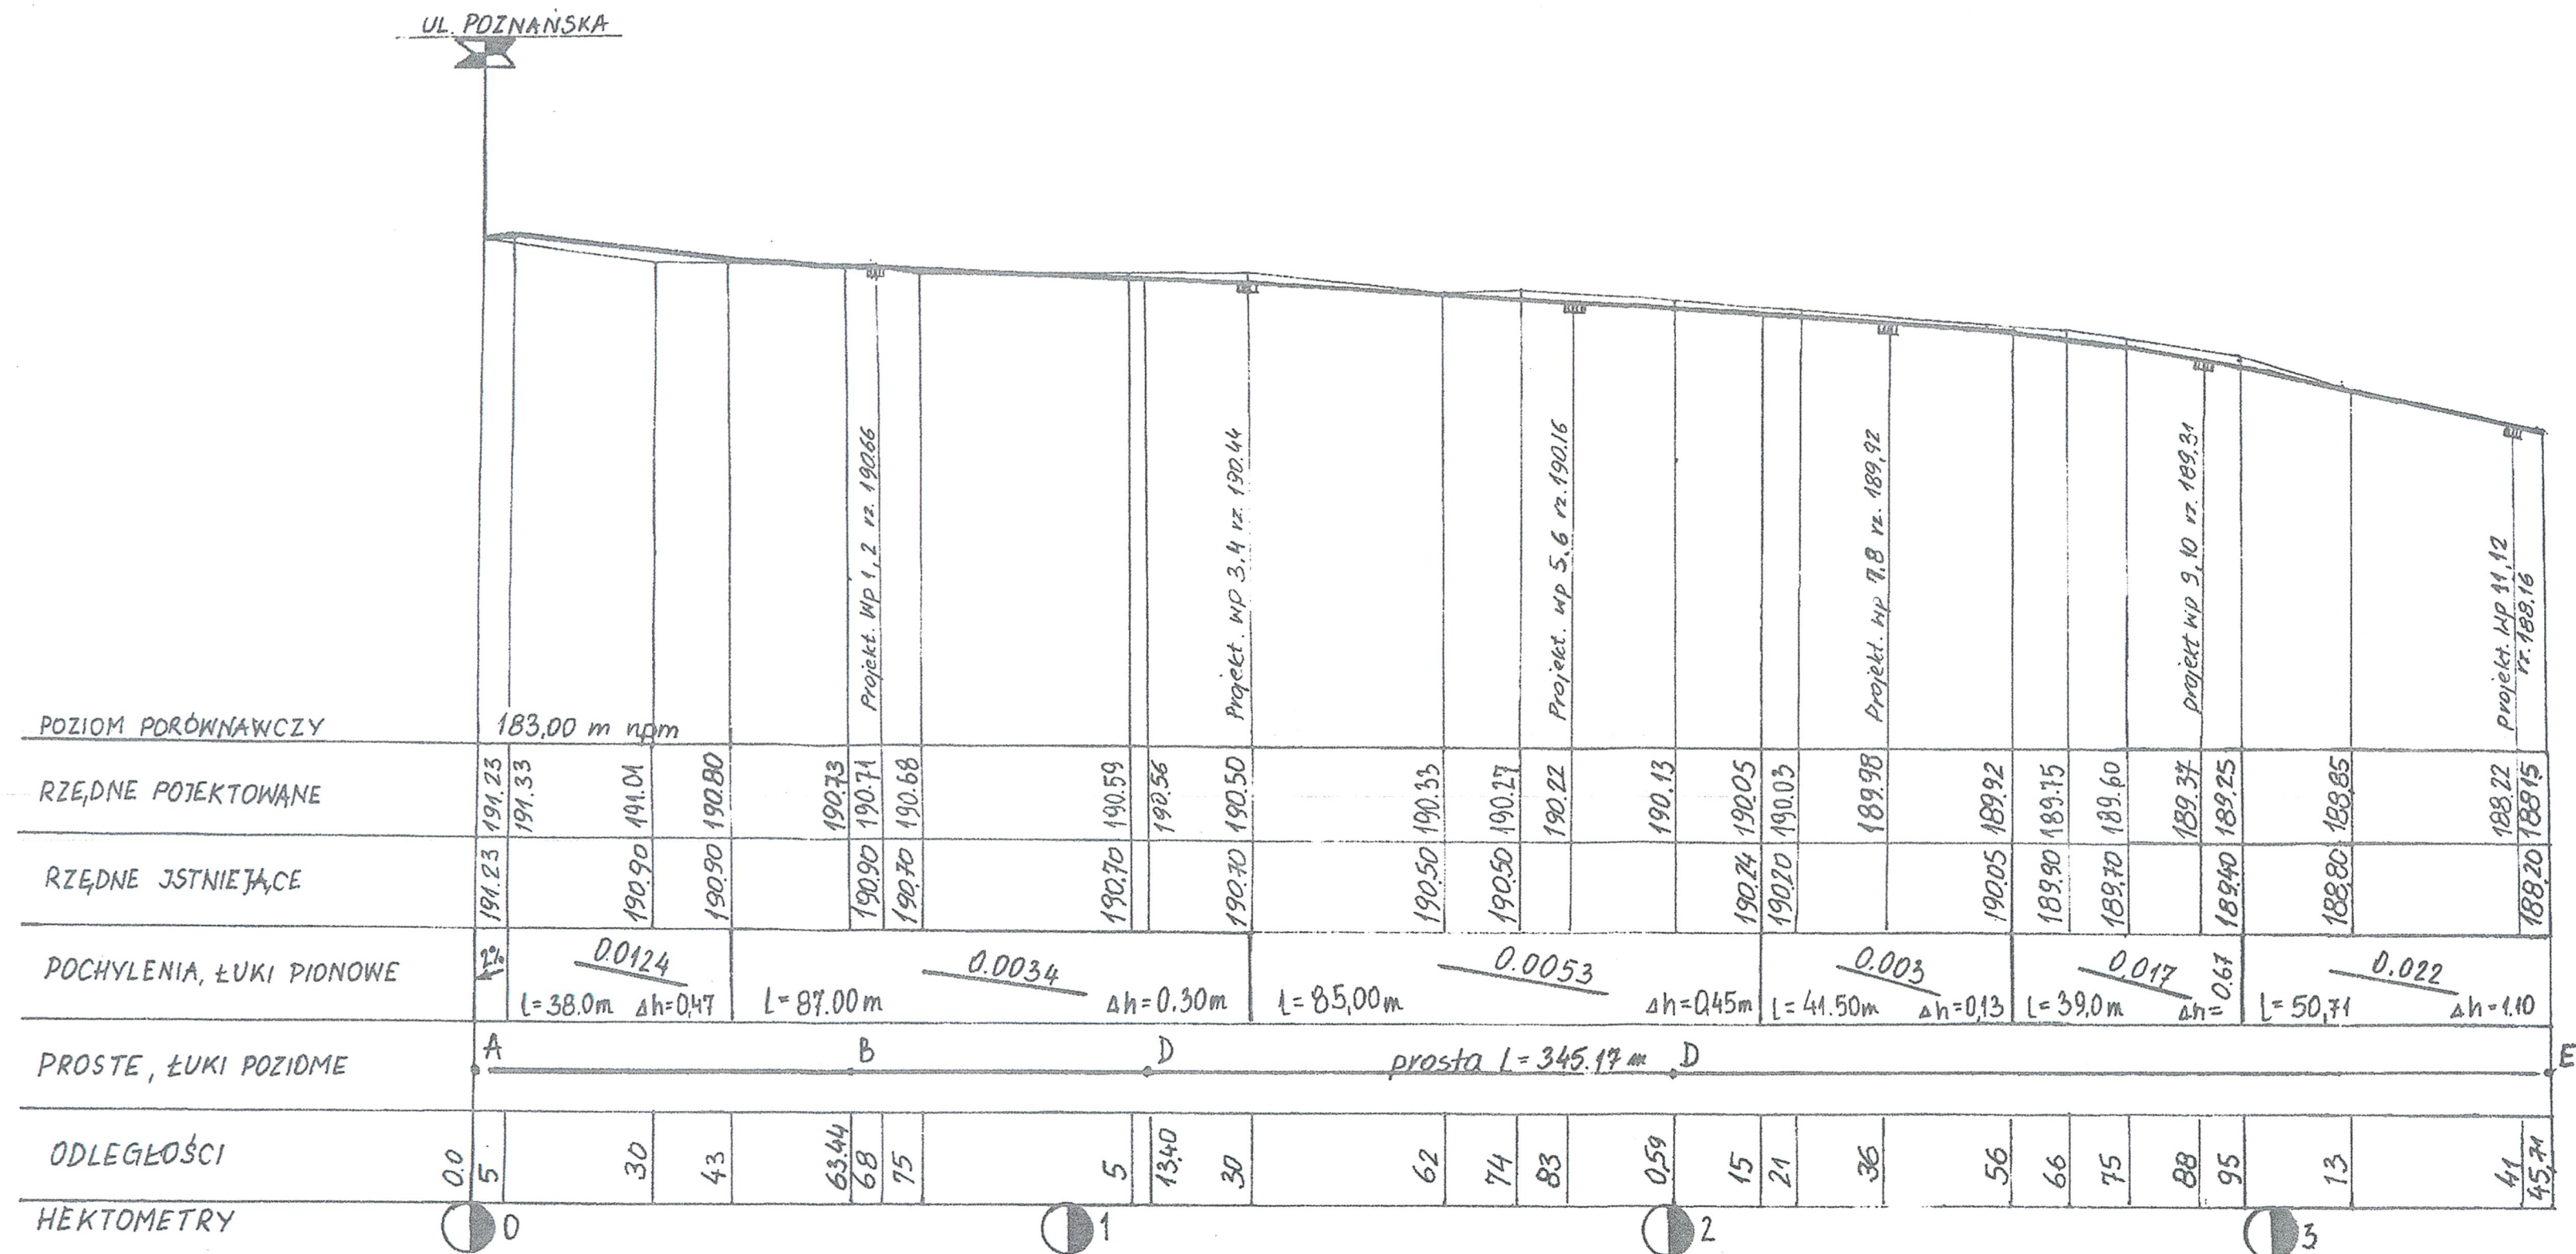 UL. POZNAŃSKA
Projekt. Wp 1,2 rz. 190.66
Projekt. wp 3,4 rz. 190.44
Projekt. wp 5,6 rz. 190.16
Projekt. wp 7,8 rz. 189,92
projekt wp 9,10 rz. 189,31
projekt. wp 11,12
rz. 188.16
POZIOM PORÓWNAWCZY 183,00 m npm
RZĘDNE POJEKTOWANE 191.23 191.33 191.01 190.80 190.73 190.71 190.68 190.59 190.56 190.50 190.33 190.27 190.22 190.13 190.05 190.03 189.98 189.92 189.75 189.60 189.37 189.25 188.85 188.22 188.15
RZĘDNE ISTNIEJĄCE 191.23 190.90 190.90 190.90 190.70 190.70 190.70 190.50 190.50 190.24 190.20 190.05 189.90 189.70 189.40 188.80 188.20
POCHYLENIA, ŁUKI PIONOWE 2% 0.0124 0.0034 0.0053 0.003 0.017 0.022
L=38.0m Δh=0,47 L=87.00m Δh=0.30m L=85,00m Δh=0,45m L=41.50m Δh=0,13 L=39,0m Δh=0.67 L=50,71 Δh=1.10
PROSTE, ŁUKI POZIOME A B D prosta L=345.17m D E
ODLEGŁOŚCI 0.0 5 30 43 63.44 68 75 5 13,40 30 62 74 83 0,59 15 21 36 56 66 75 88 95 13 41 45,71
HEKTOMETRY 0 1 2 3